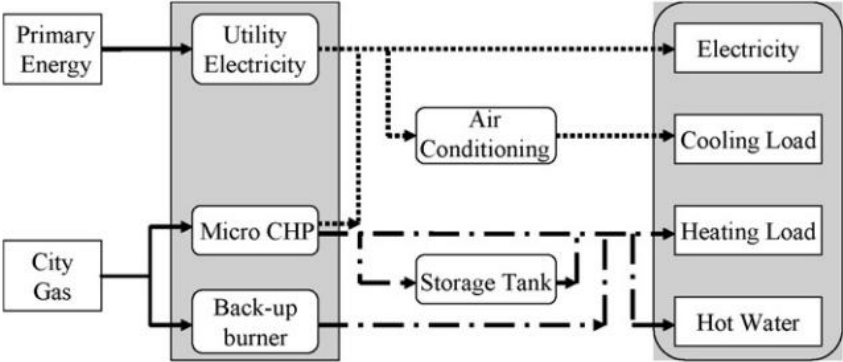 Primary
Energy
Utility
Electricity
Electricity
Air
Conditioning
Cooling Load
City
Gas
Micro CHP
Storage Tank
Heating Load
Back-up
burner
Hot Water